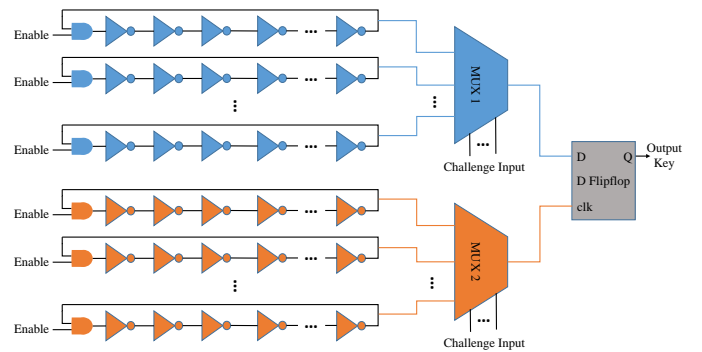 Enable
Enable
Enable
MUX 1
Challenge Input
D Q
D Flipflop
clk
Output
Key
Enable
Enable
Enable
MUX 2
Challenge Input